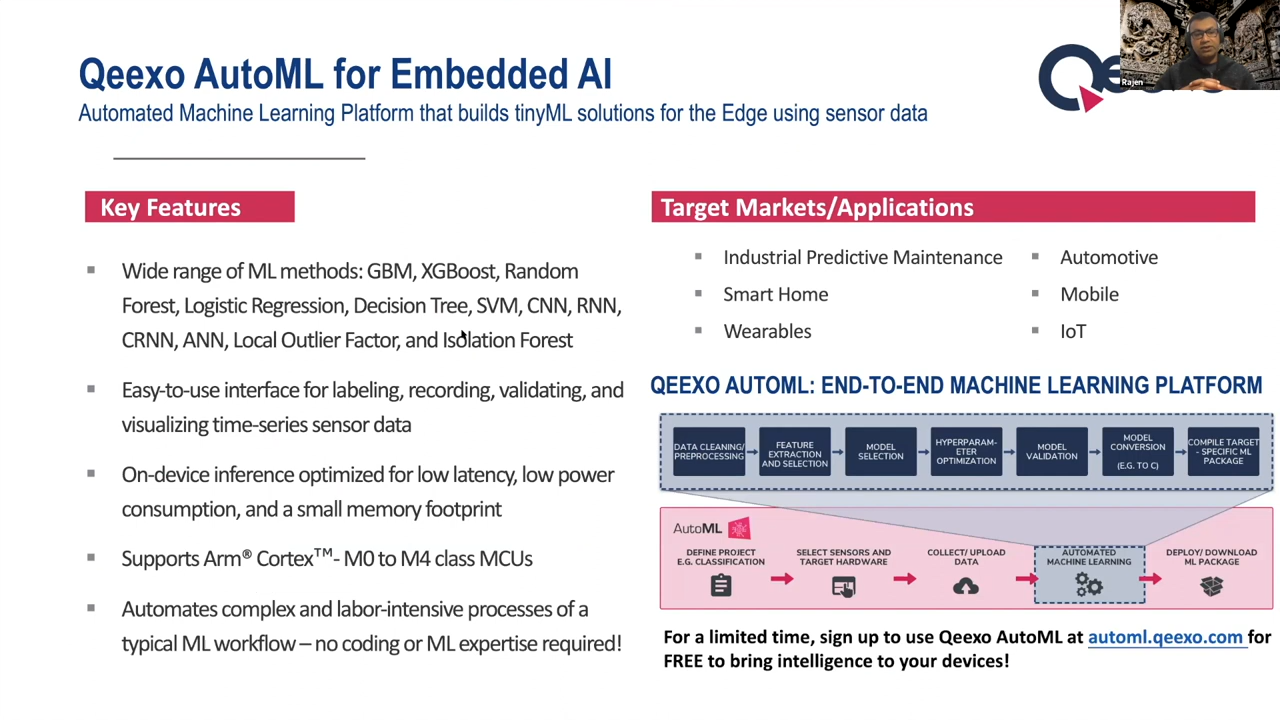 Qeexo AutoML for Embedded AI
Automated Machine Learning Platform that builds tinyML solutions for the Edge using sensor data
Qe
Rajen
Key Features
Wide range of ML methods: GBM, XGBoost, Random
Forest, Logistic Regression, Decision Tree, SVM, CNN, RNN,
CRNN, ANN, Local Outlier Factor, and Isolation Forest
Easy-to-use interface for labeling, recording, validating, and
visualizing time-series sensor data
On-device inference optimized for low latency, low power
consumption, and a small memory footprint
Supports Arm® Cortex™- M0 to M4 class MCUs
Automates complex and labor-intensive processes of a
typical ML workflow – no coding or ML expertise required!
Target Markets/Applications
Industrial Predictive Maintenance
Smart Home
Wearables
Automotive
Mobile
IoT
QEEXO AUTOML: END-TO-END MACHINE LEARNING PLATFORM
DATA CLEANING/
PREPROCESSING
FEATURE
EXTRACTION
AND SELECTION
MODEL
SELECTION
HYPERPARAM-
ETER
OPTIMIZATION
MODEL
VALIDATION
MODEL
CONVERSION
(E.G. TO C)
COMPILE TARGET
- SPECIFIC ML
PACKAGE
AutoML
DEFINE PROJECT
E.G. CLASSIFICATION
SELECT SENSORS AND
TARGET HARDWARE
COLLECT/ UPLOAD
DATA
AUTOMATED
MACHINE LEARNING
DEPLOY/ DOWNLOAD
ML PACKAGE
For a limited time, sign up to use Qeexo AutoML at automl.qeexo.com for
FREE to bring intelligence to your devices!